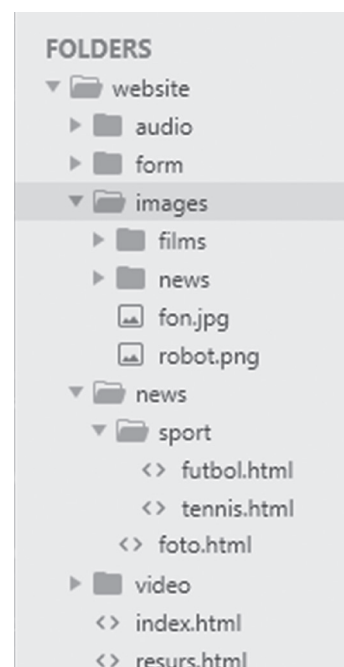 FOLDERS
website
audio
form
images
films
news
fon.jpg
robot.png
news
sport
futbol.html
tennis.html
foto.html
video
index.html
resurs.html